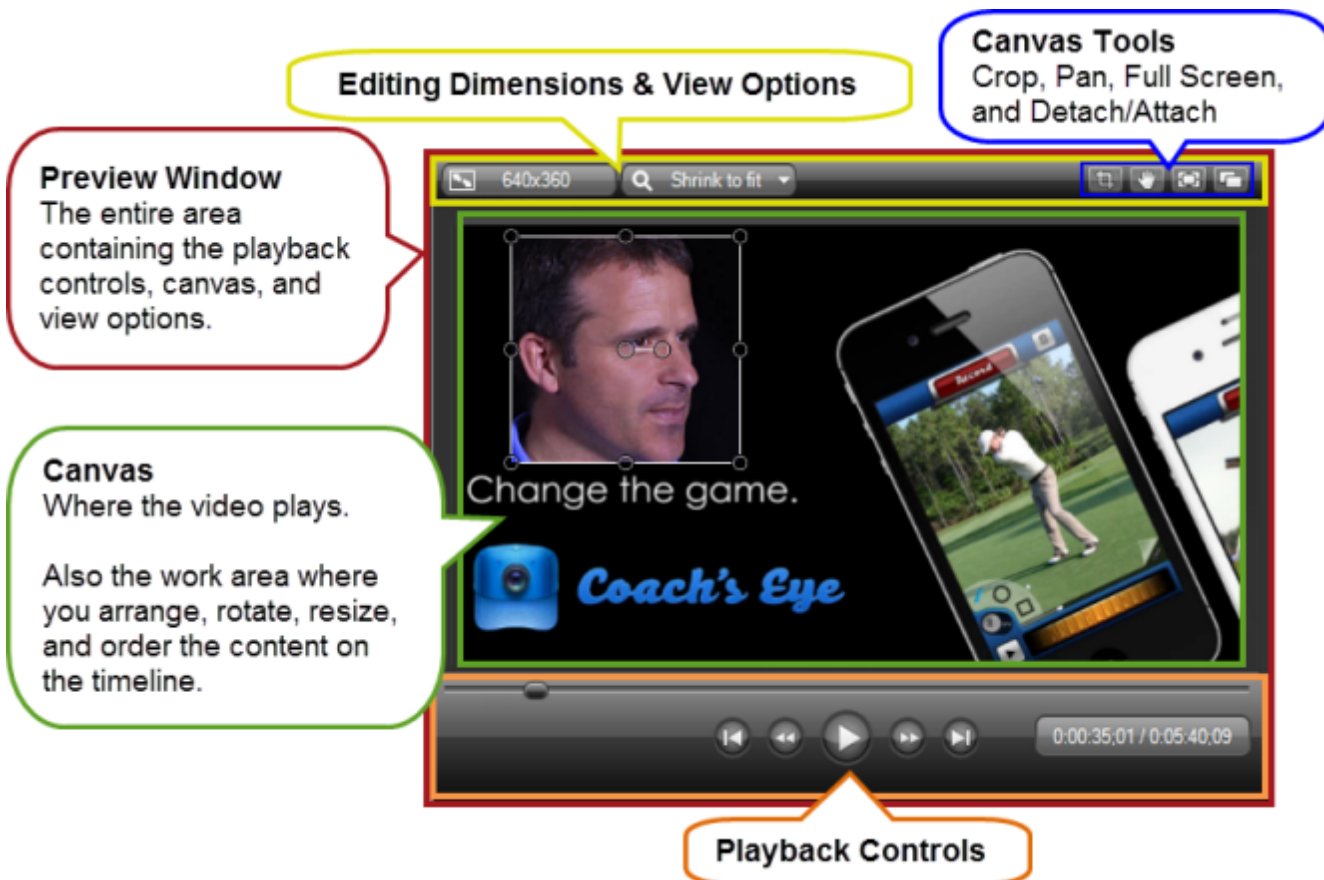 Canvas Tools
Crop, Pan, Full Screen,
and Detach/Attach
Editing Dimensions & View Options
Preview Window
The entire area
containing the playback
controls, canvas, and
view options.
640x360
Shrink to fit
Record
Change the game.
Coach's Eye
Canvas
Where the video plays.
Also the work area where
you arrange, rotate, resize,
and order the content on
the timeline.
0:00:35;01 / 0:05:40;09
Playback Controls